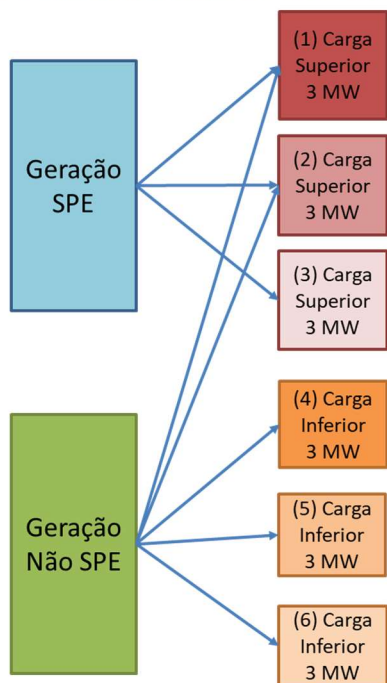 (1) Carga
Superior
3 MW
Geração
SPE
(2) Carga
Superior
3 MW
(3) Carga
Superior
3 MW
(4) Carga
Inferior
3 MW
Geração
Não SPE
(5) Carga
Inferior
3 MW
(6) Carga
Inferior
3 MW